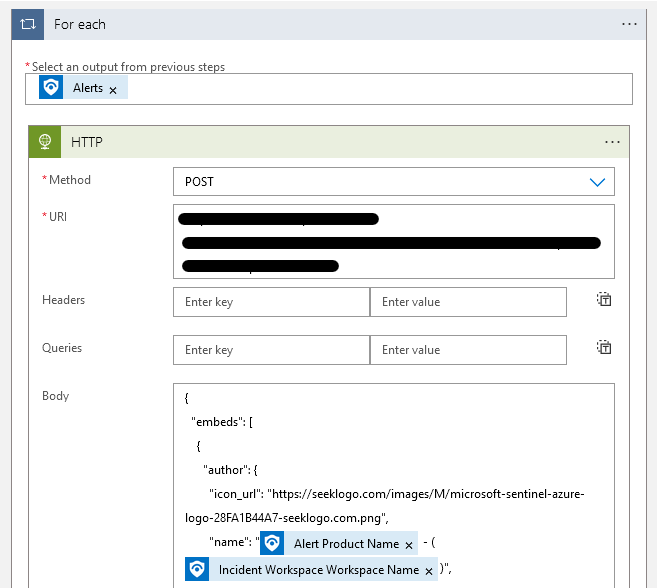 For each
* Select an output from previous steps
Alerts ×
HTTP
* Method
POST
* URI
Headers
Enter key
Enter value
Queries
Enter key
Enter value
Body
{
"embeds": [
{
"author": {
"icon_url": "https://seeklogo.com/images/M/microsoft-sentinel-azure-
logo-28FA1B44A7-seeklogo.com.png",
"name": " Alert Product Name × - (
Incident Workspace Workspace Name × )",